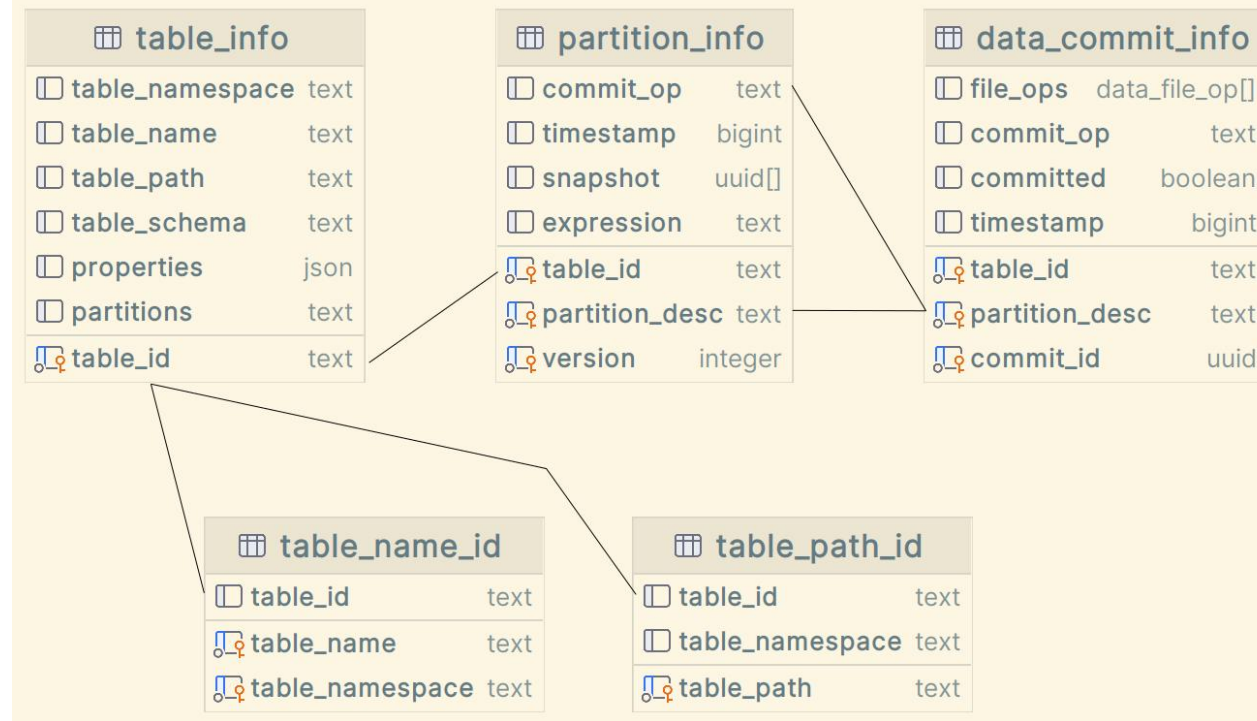 table_info
table_namespace text
table_name text
table_path text
table_schema text
properties json
partitions text
table_id text
partition_info
commit_op text
timestamp bigint
snapshot uuid[]
expression text
table_id text
partition_desc text
version integer
data_commit_info
file_ops data_file_op[]
commit_op text
committed boolean
timestamp bigint
table_id text
partition_desc text
commit_id uuid
table_name_id
table_id text
table_name text
table_namespace text
table_path_id
table_id text
table_namespace text
table_path text